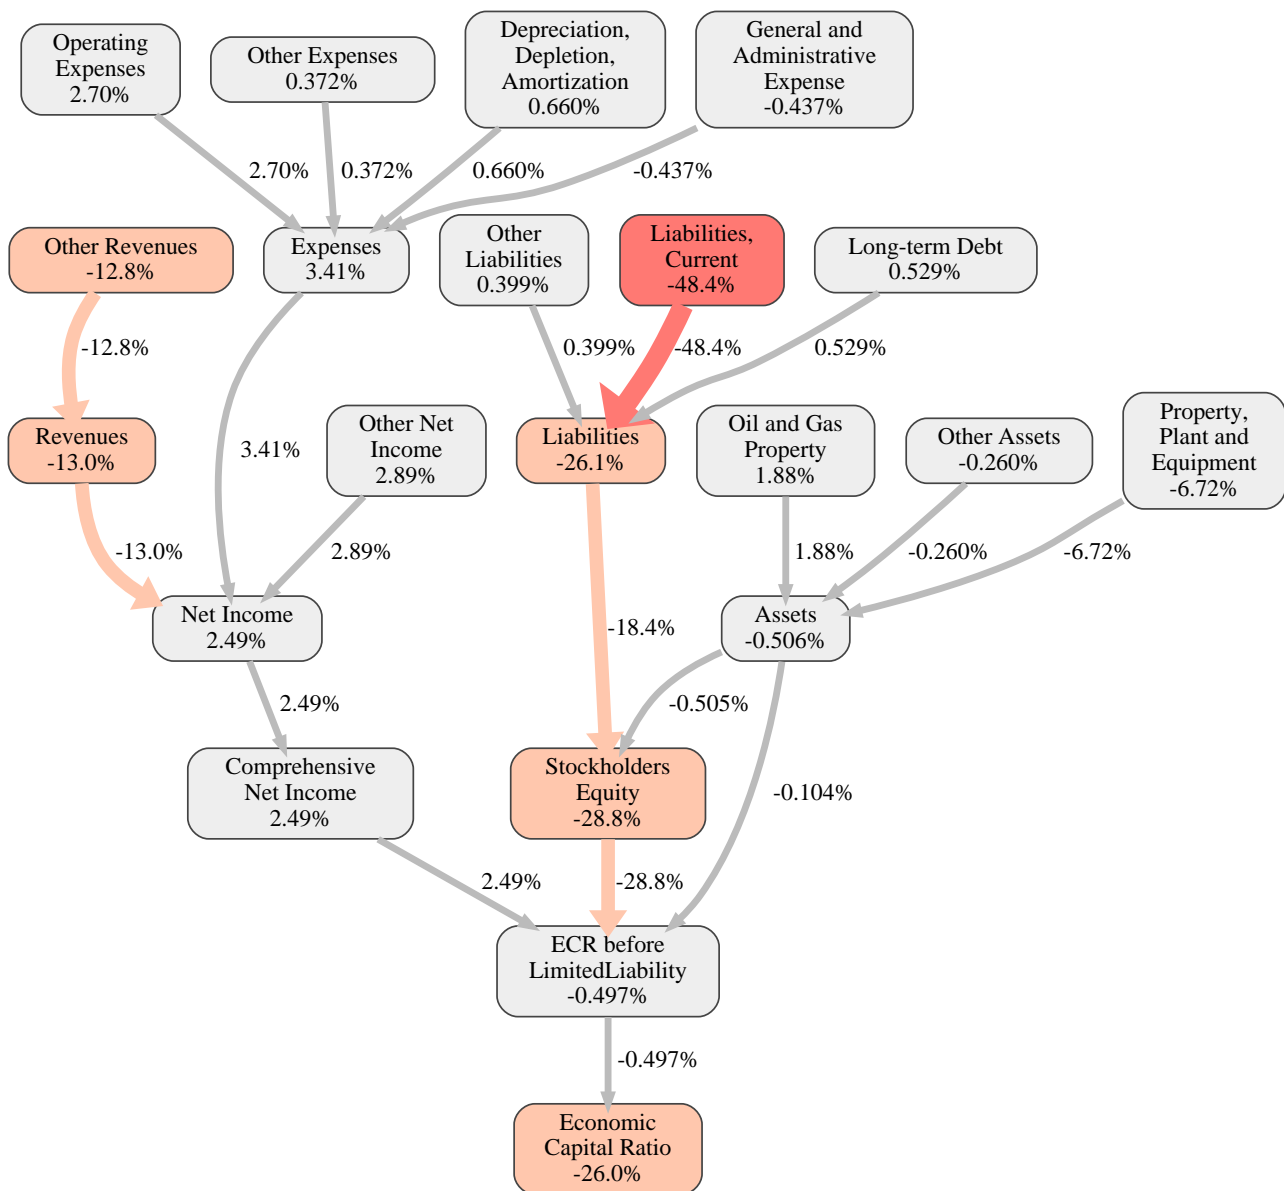 Operating
Expenses
2.70%
Other Expenses
0.372%
Depreciation,
Depletion,
Amortization
0.660%
General and
Administrative
Expense
-0.437%
2.70%
0.372%
0.660%
-0.437%
Other Revenues
-12.8%
Expenses
3.41%
Other
Liabilities
0.399%
Liabilities,
Current
-48.4%
Long-term Debt
0.529%
-12.8%
0.399%
-48.4%
0.529%
Revenues
-13.0%
3.41%
Other Net
Income
2.89%
Liabilities
-26.1%
Oil and Gas
Property
1.88%
Other Assets
-0.260%
Property,
Plant and
Equipment
-6.72%
-13.0%
2.89%
1.88%
-0.260%
-6.72%
Net Income
2.49%
-18.4%
Assets
-0.506%
2.49%
-0.505%
Comprehensive
Net Income
2.49%
Stockholders
Equity
-28.8%
-0.104%
2.49%
-28.8%
ECR before
LimitedLiability
-0.497%
-0.497%
Economic
Capital Ratio
-26.0%